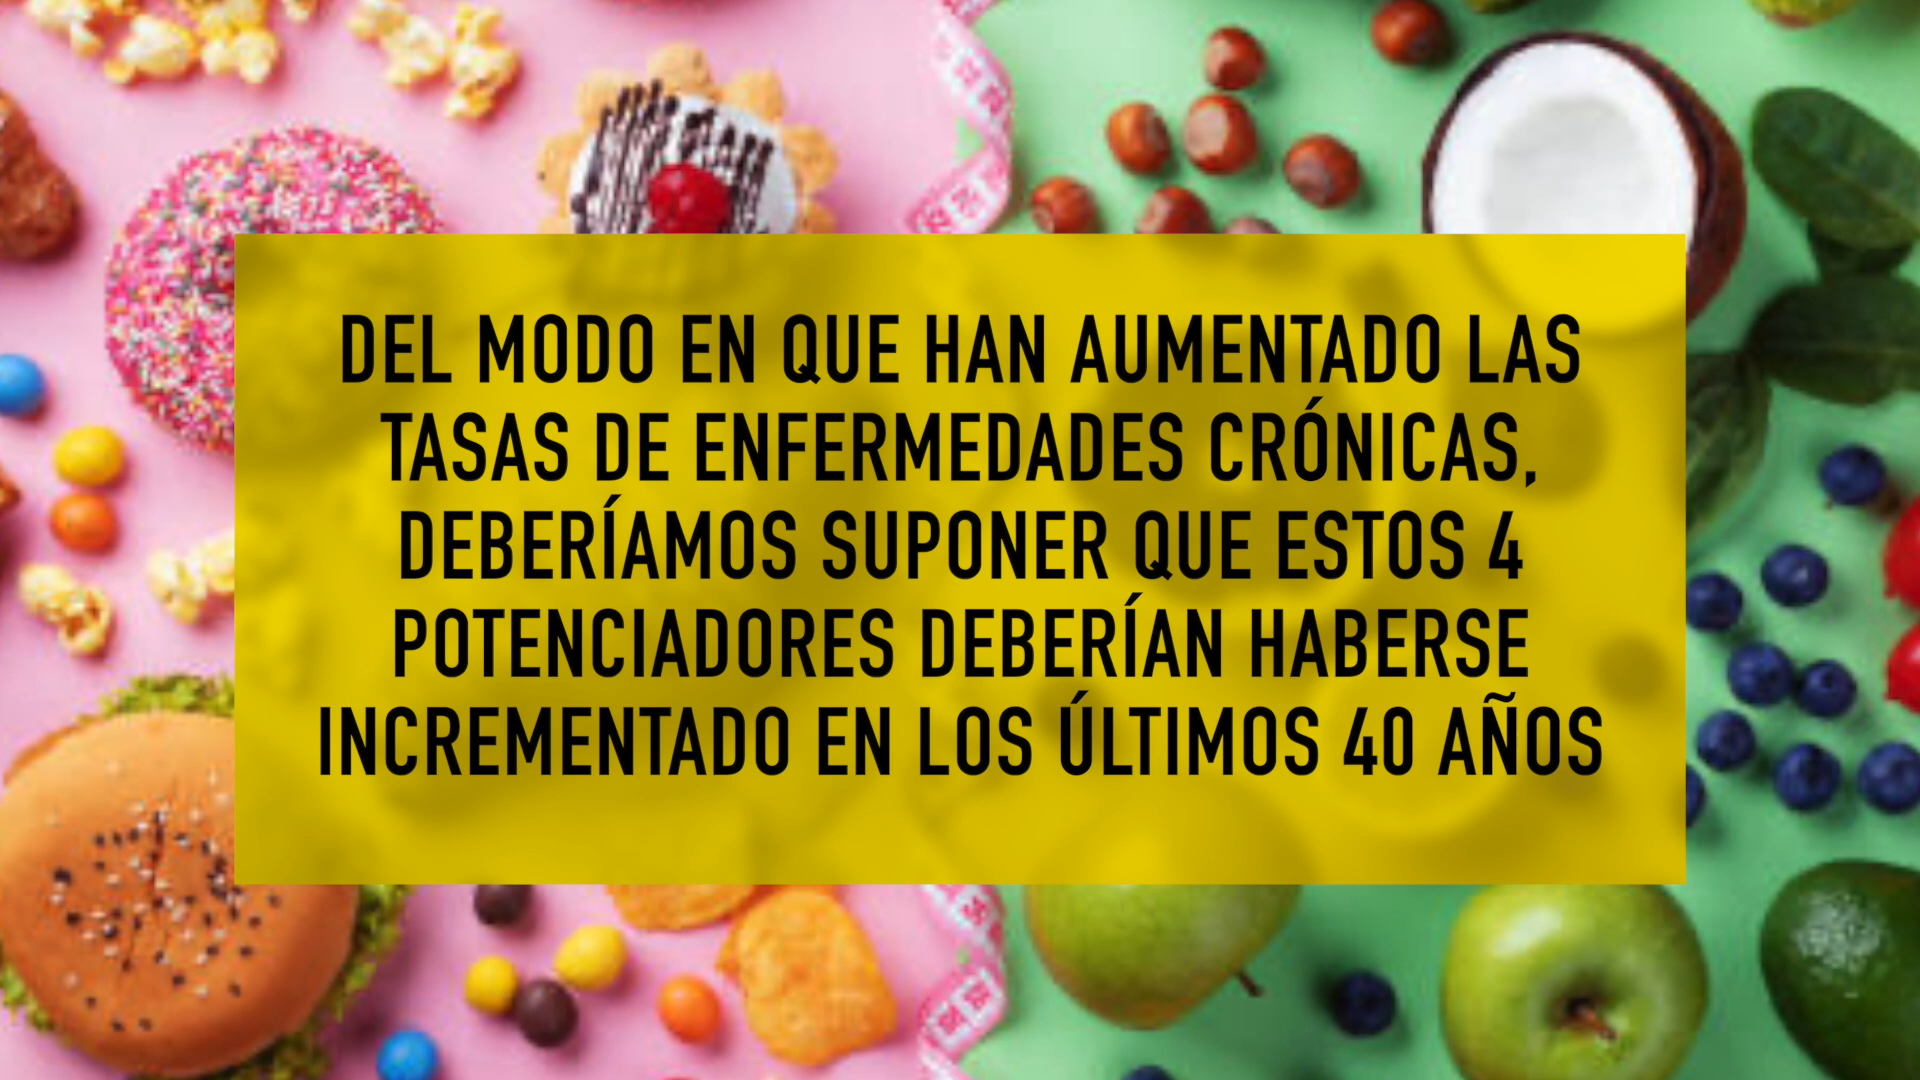 DEL MODO EN QUE HAN AUMENTADO LAS
TASAS DE ENFERMEDADES CRÓNICAS,
DEBERÍAMOS SUPONER QUE ESTOS 4
POTENCIADORES DEBERÍAN HABERSE
INCREMENTADO EN LOS ÚLTIMOS 40 AÑOS